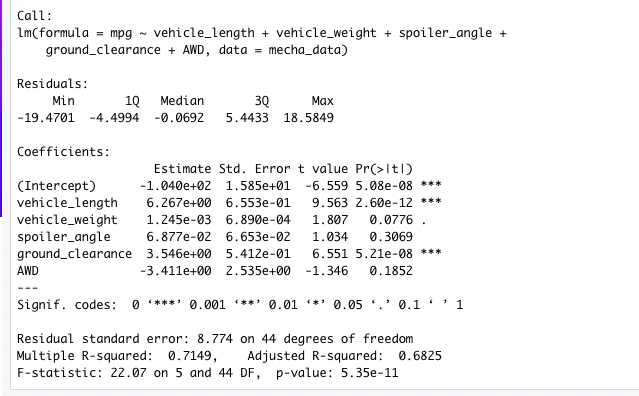 Call:
lm(formula = mpg ~ vehicle_length + vehicle_weight + spoiler_angle +
    ground_clearance + AWD, data = mecha_data)

Residuals:
     Min       1Q   Median       3Q      Max
-19.4701  -4.4994  -0.0692   5.4433  18.5849

Coefficients:
                   Estimate Std. Error t value Pr(>|t|)
(Intercept)      -1.040e+02  1.585e+01  -6.559 5.08e-08 ***
vehicle_length    6.267e+00  6.553e-01   9.563 2.60e-12 ***
vehicle_weight    1.245e-03  6.890e-04   1.807   0.0776 .
spoiler_angle     6.877e-02  6.653e-02   1.034   0.3069
ground_clearance  3.546e+00  5.412e-01   6.551 5.21e-08 ***
AWD              -3.411e+00  2.535e+00  -1.346   0.1852
---
Signif. codes:  0 ‘***’ 0.001 ‘**’ 0.01 ‘*’ 0.05 ‘.’ 0.1 ‘ ’ 1

Residual standard error: 8.774 on 44 degrees of freedom
Multiple R-squared:  0.7149,    Adjusted R-squared:  0.6825
F-statistic: 22.07 on 5 and 44 DF,  p-value: 5.35e-11